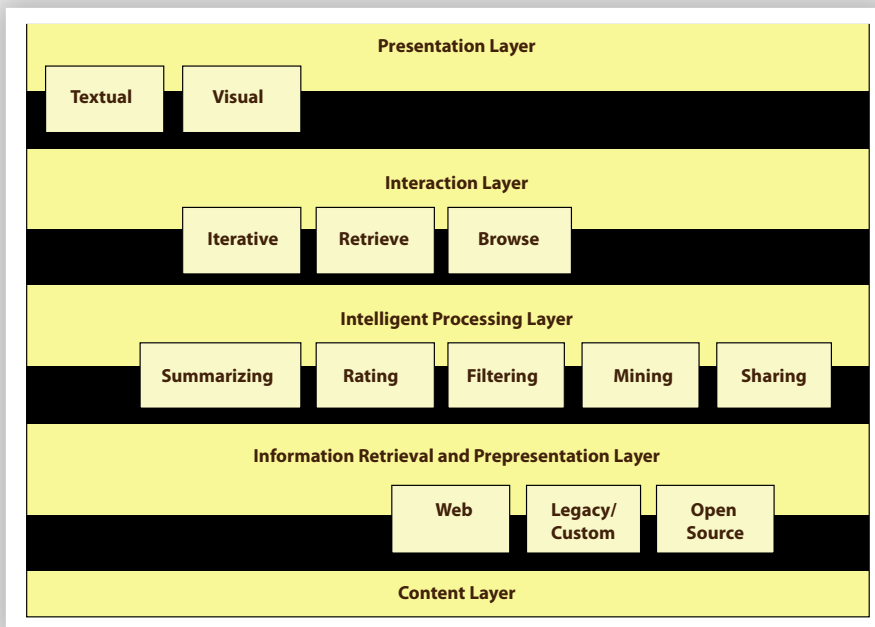 Presentation Layer
Textual
Visual
Interaction Layer
Iterative
Retrieve
Browse
Intelligent Processing Layer
Summarizing
Rating
Filtering
Mining
Sharing
Information Retrieval and Prepresentation Layer
Web
Legacy/
Custom
Open
Source
Content Layer